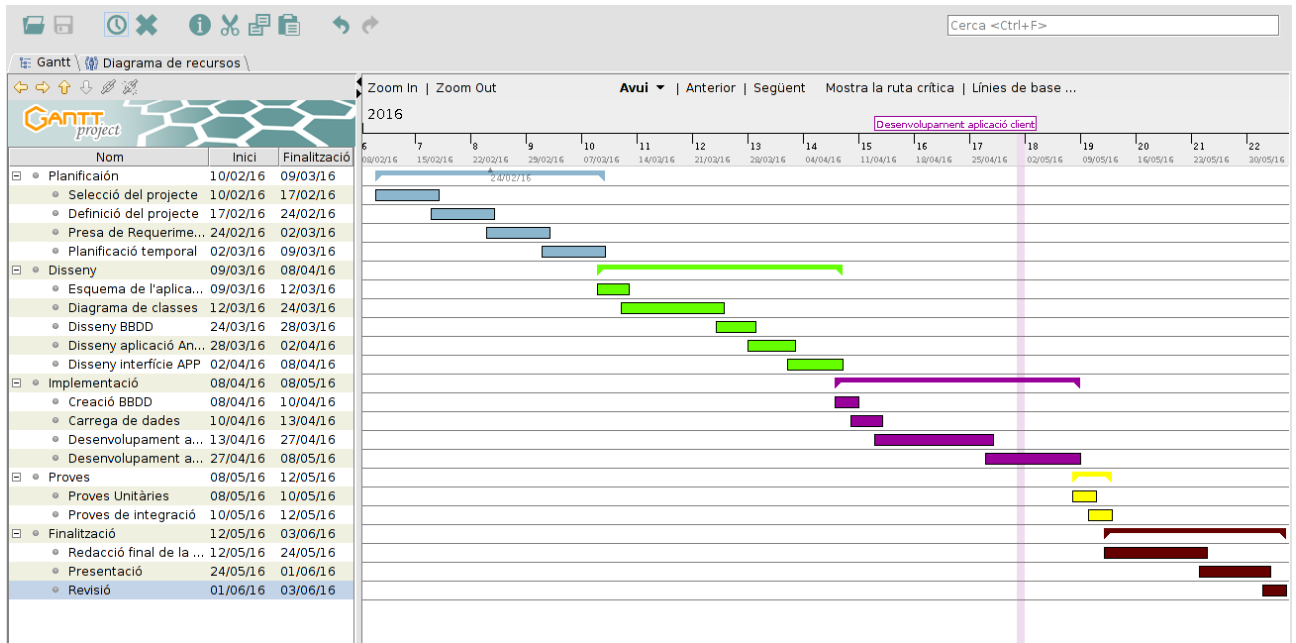 Cerca <Ctrl+F>
Gantt
Diagrama de recursos
Zoom In | Zoom Out
Avui | Anterior | Següent
Mostra la ruta crítica | Línies de base ...
GANTT project
2016
Desenvolupament aplicació client
6 7 8 9 10 11 12 13 14 15 16 17 18 19 20 21 22
08/02/16 15/02/16 22/02/16 29/02/16 07/03/16 14/03/16 21/03/16 28/03/16 04/04/16 11/04/16 18/04/16 25/04/16 02/05/16 09/05/16 16/05/16 23/05/16 30/05/16
Nom Inici Finalització
24/02/16
Planificaión 10/02/16 09/03/16
Selecció del projecte 10/02/16 17/02/16
Definició del projecte 17/02/16 24/02/16
Presa de Requerime... 24/02/16 02/03/16
Planificació temporal 02/03/16 09/03/16
Disseny 09/03/16 08/04/16
Esquema de l'aplica... 09/03/16 12/03/16
Diagrama de classes 12/03/16 24/03/16
Disseny BBDD 24/03/16 28/03/16
Disseny aplicació An... 28/03/16 02/04/16
Disseny interfície APP 02/04/16 08/04/16
Implementació 08/04/16 08/05/16
Creació BBDD 08/04/16 10/04/16
Carrega de dades 10/04/16 13/04/16
Desenvolupament a... 13/04/16 27/04/16
Desenvolupament a... 27/04/16 08/05/16
Proves 08/05/16 12/05/16
Proves Unitàries 08/05/16 10/05/16
Proves de integració 10/05/16 12/05/16
Finalització 12/05/16 03/06/16
Redacció final de la ... 12/05/16 24/05/16
Presentació 24/05/16 01/06/16
Revisió 01/06/16 03/06/16